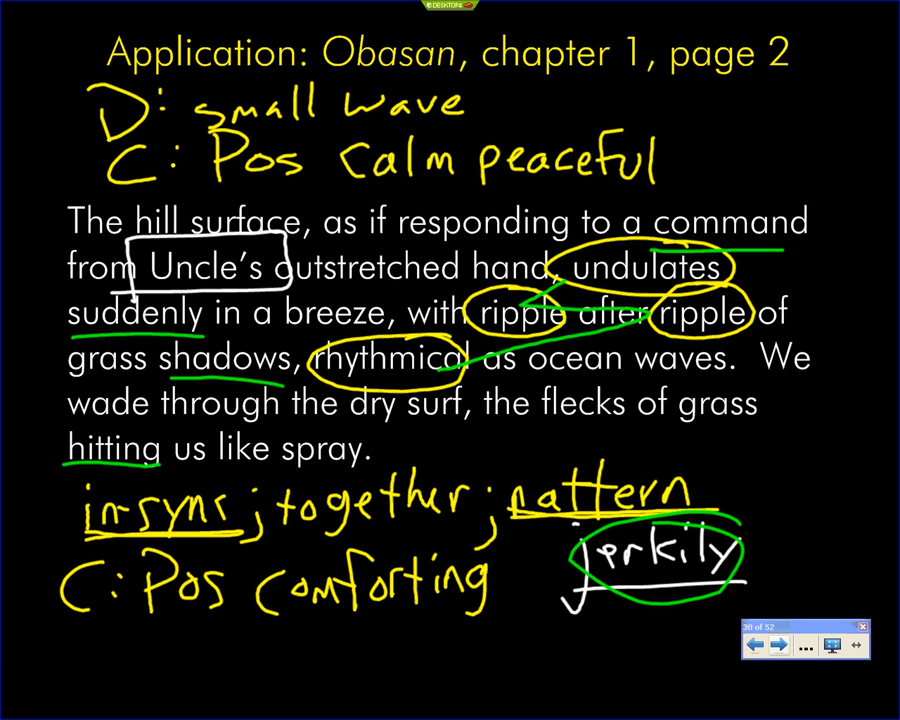 DESKTOP4
Application: Obasan, chapter 1, page 2
D: small wave
C: Pos calm peaceful
The hill surface, as if responding to a command
from Uncle's outstretched hand, undulates
suddenly in a breeze, with ripple after ripple of
grass shadows, rhythmical as ocean waves. We
wade through the dry surf, the flecks of grass
hitting us like spray.
in-sync; together; pattern
jerkily
C: Pos comforting
30 of 52